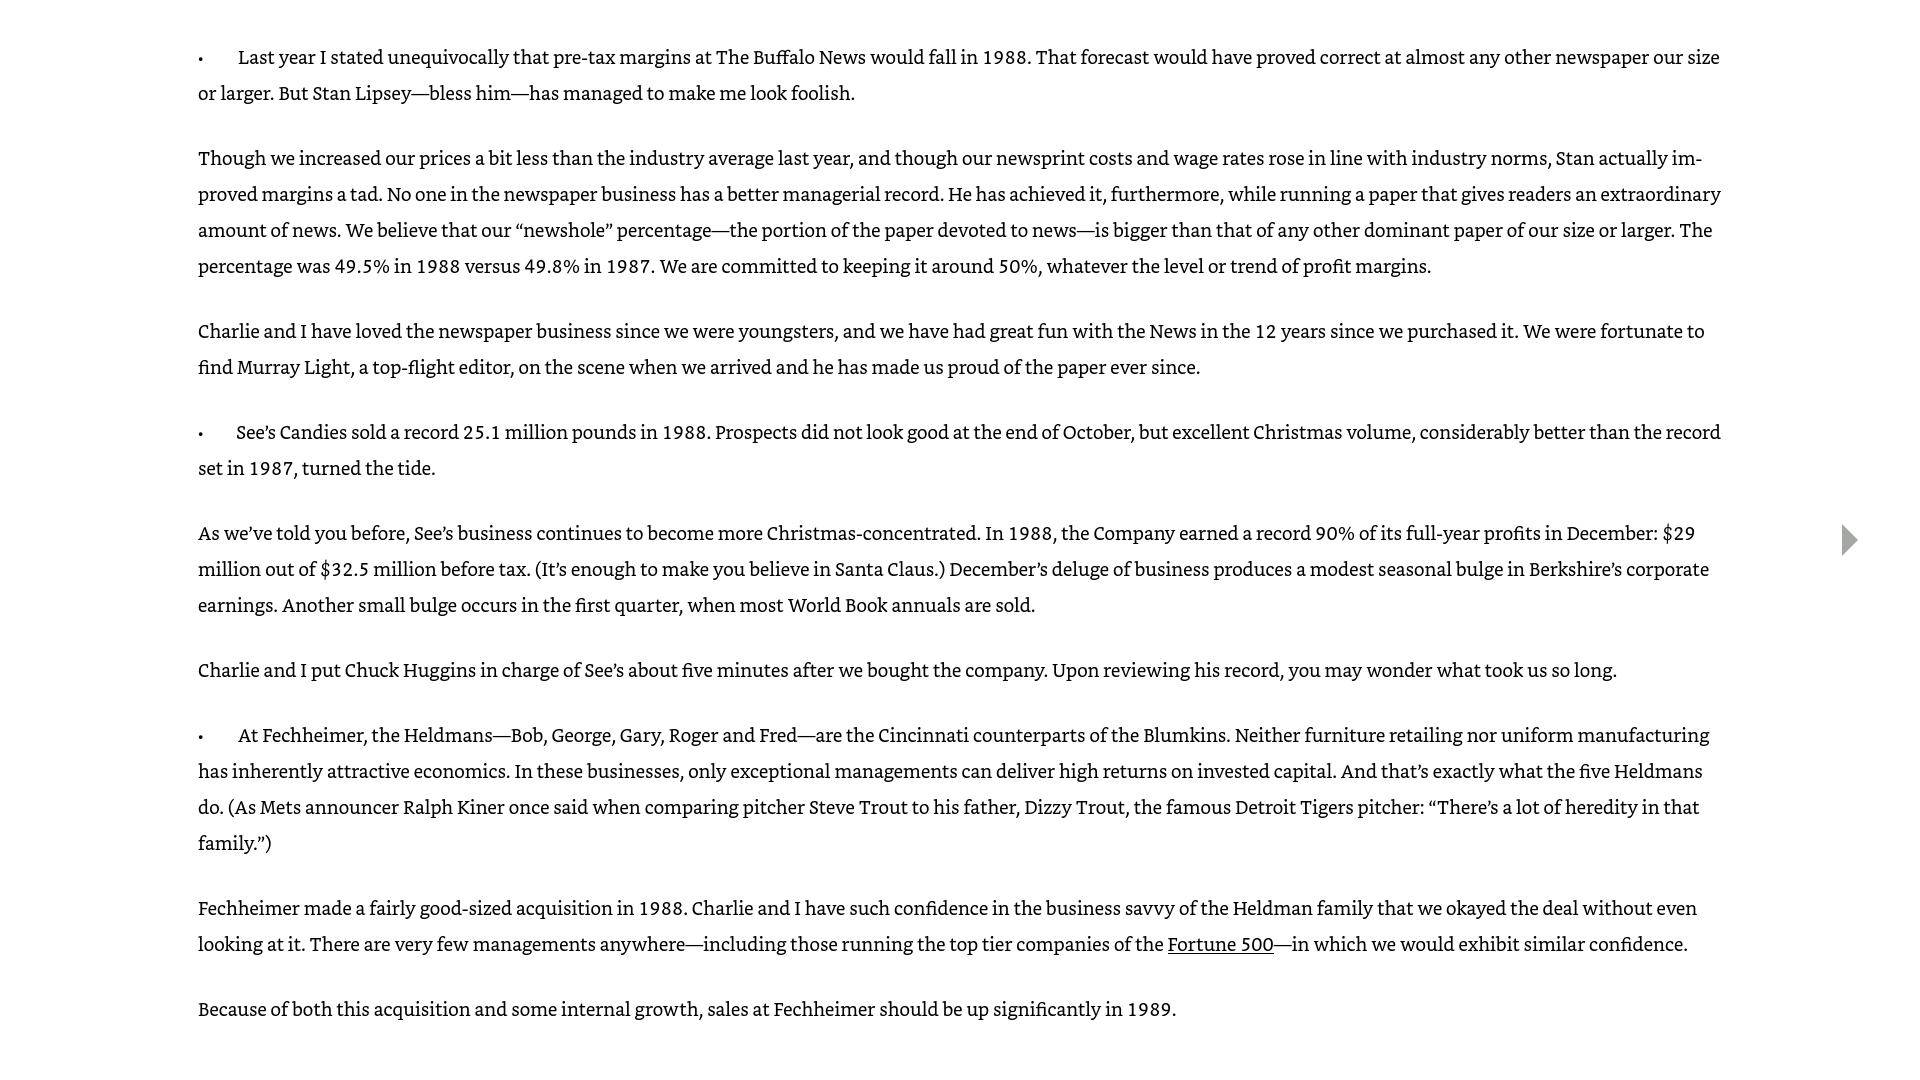 • Last year I stated unequivocally that pre-tax margins at The Buffalo News would fall in 1988. That forecast would have proved correct at almost any other newspaper our size
or larger. But Stan Lipsey—bless him—has managed to make me look foolish.
Though we increased our prices a bit less than the industry average last year, and though our newsprint costs and wage rates rose in line with industry norms, Stan actually im-
proved margins a tad. No one in the newspaper business has a better managerial record. He has achieved it, furthermore, while running a paper that gives readers an extraordinary
amount of news. We believe that our “newshole” percentage—the portion of the paper devoted to news—is bigger than that of any other dominant paper of our size or larger. The
percentage was 49.5% in 1988 versus 49.8% in 1987. We are committed to keeping it around 50%, whatever the level or trend of profit margins.
Charlie and I have loved the newspaper business since we were youngsters, and we have had great fun with the News in the 12 years since we purchased it. We were fortunate to
find Murray Light, a top-flight editor, on the scene when we arrived and he has made us proud of the paper ever since.
• See’s Candies sold a record 25.1 million pounds in 1988. Prospects did not look good at the end of October, but excellent Christmas volume, considerably better than the record
set in 1987, turned the tide.
As we’ve told you before, See’s business continues to become more Christmas-concentrated. In 1988, the Company earned a record 90% of its full-year profits in December: $29
million out of $32.5 million before tax. (It’s enough to make you believe in Santa Claus.) December’s deluge of business produces a modest seasonal bulge in Berkshire’s corporate
earnings. Another small bulge occurs in the first quarter, when most World Book annuals are sold.
Charlie and I put Chuck Huggins in charge of See’s about five minutes after we bought the company. Upon reviewing his record, you may wonder what took us so long.
• At Fechheimer, the Heldmans—Bob, George, Gary, Roger and Fred—are the Cincinnati counterparts of the Blumkins. Neither furniture retailing nor uniform manufacturing
has inherently attractive economics. In these businesses, only exceptional managements can deliver high returns on invested capital. And that’s exactly what the five Heldmans
do. (As Mets announcer Ralph Kiner once said when comparing pitcher Steve Trout to his father, Dizzy Trout, the famous Detroit Tigers pitcher: “There’s a lot of heredity in that
family.”)
Fechheimer made a fairly good-sized acquisition in 1988. Charlie and I have such confidence in the business savvy of the Heldman family that we okayed the deal without even
looking at it. There are very few managements anywhere—including those running the top tier companies of the Fortune 500—in which we would exhibit similar confidence.
Because of both this acquisition and some internal growth, sales at Fechheimer should be up significantly in 1989.